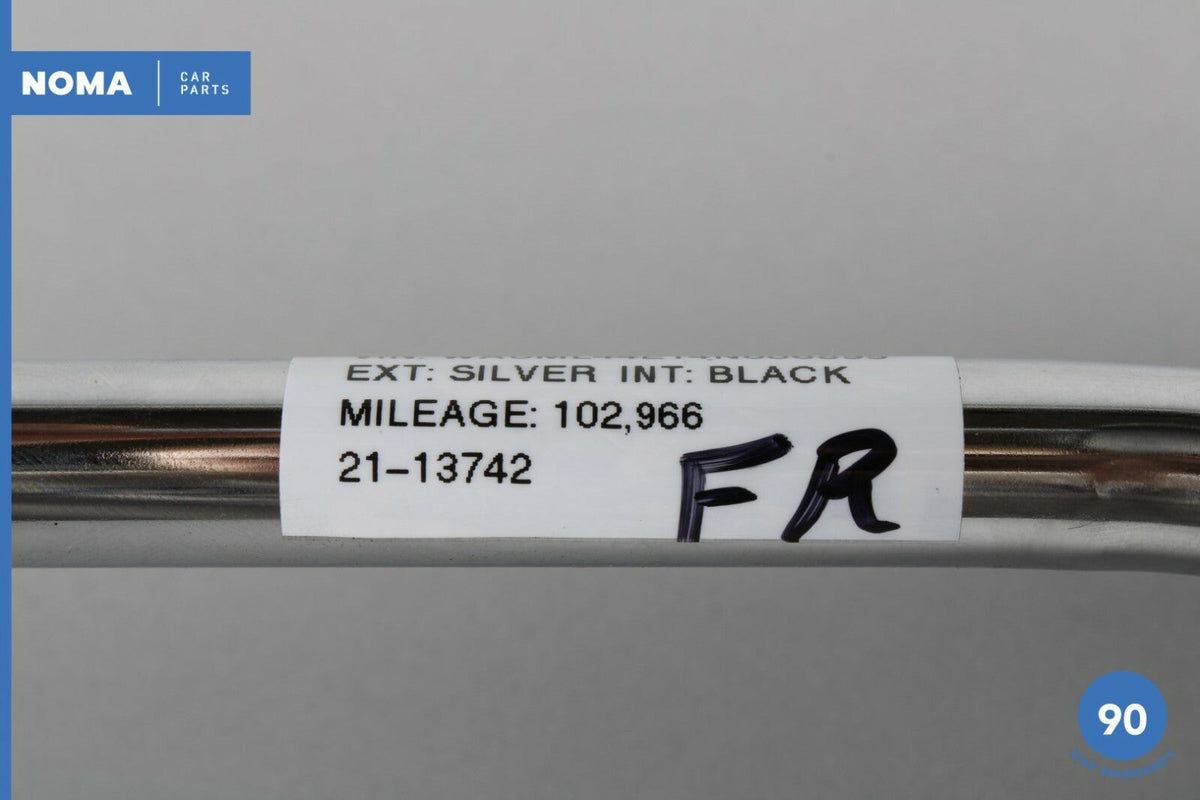 NOMA
CAR
PARTS
EXT: SILVER INT: BLACK
MILEAGE: 102,966
21-13742
FR
90